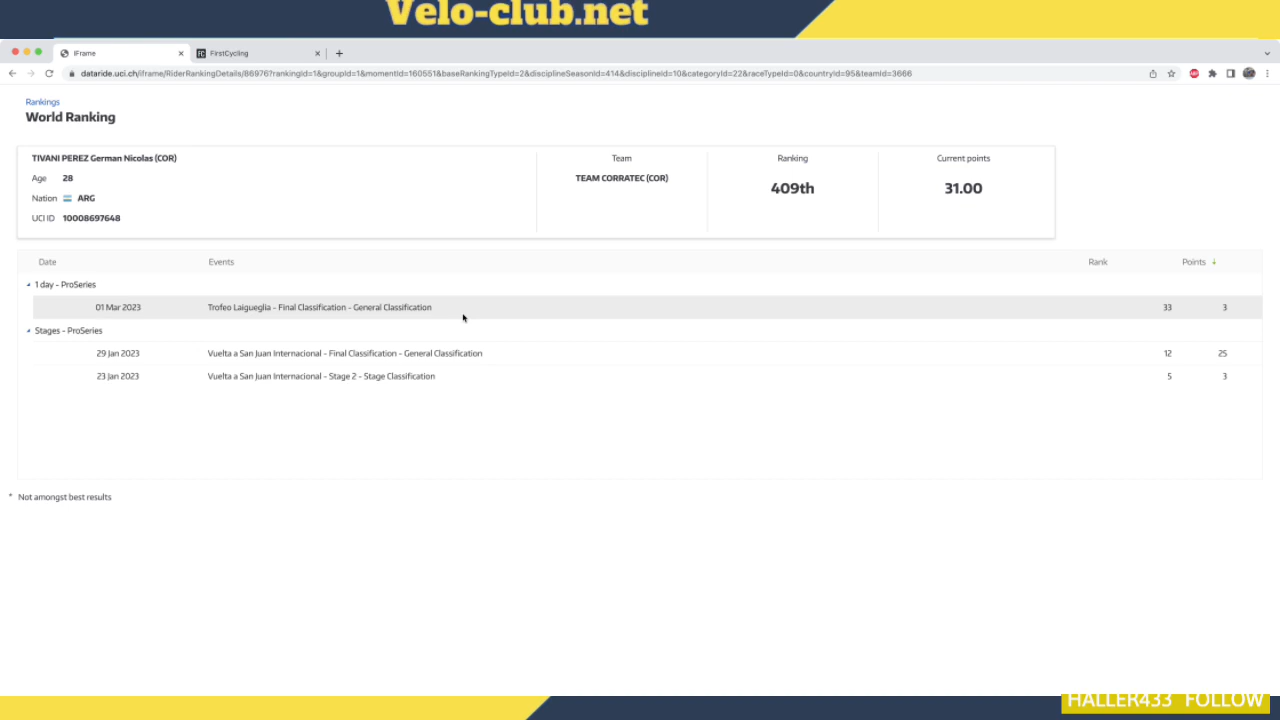 Velo-club.net
iFrame
FirstCycling
dataride.uci.ch/iframe/RiderRankingDetails/86976?rankingId=1&groupId=1&momentId=160551&baseRankingTypeId=2&disciplineSeasonId=414&disciplineId=10&categoryId=22&raceTypeId=0&countryId=95&teamId=3666
Rankings
World Ranking
TIVANI PEREZ German Nicolas (COR) Team Ranking Current points
Age 28 TEAM CORRATEC (COR) 409th 31.00
Nation ARG
UCI ID 10008697648
Date Events Rank Points
1 day - ProSeries
01 Mar 2023 Trofeo Laigueglia - Final Classification - General Classification 33 3
Stages - ProSeries
29 Jan 2023 Vuelta a San Juan Internacional - Final Classification - General Classification 12 25
23 Jan 2023 Vuelta a San Juan Internacional - Stage 2 - Stage Classification 5 3
* Not amongst best results
HALLER433 FOLLOW